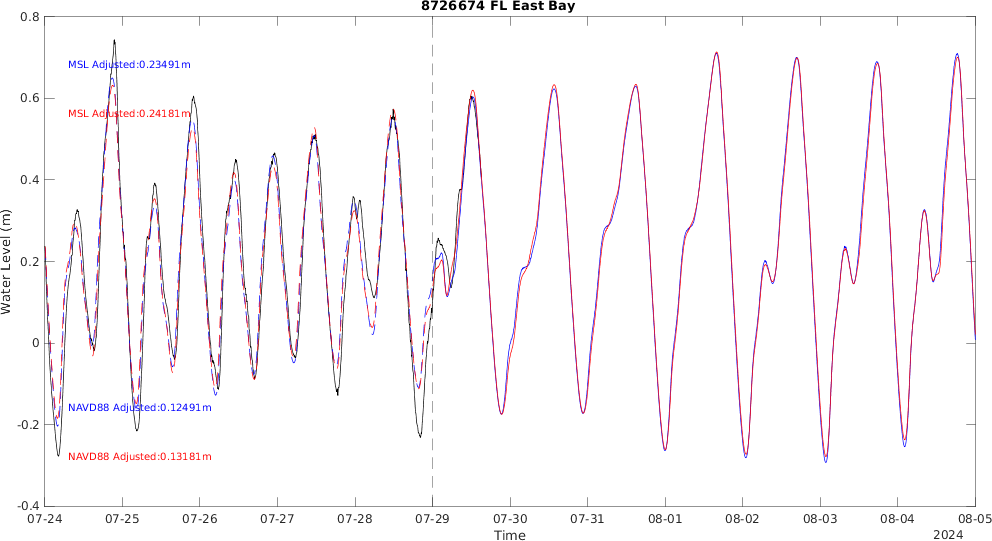 8726674 FL East Bay
0.8
MSL Adjusted:0.23491m
0.6
MSL Adjusted:0.24181m
0.4
Water Level (m)
0.2
0
NAVD88 Adjusted:0.12491m
-0.2
NAVD88 Adjusted:0.13181m
-0.4
07-24 07-25 07-26 07-27 07-28 07-29 07-30 07-31 08-01 08-02 08-03 08-04 08-05
Time
2024